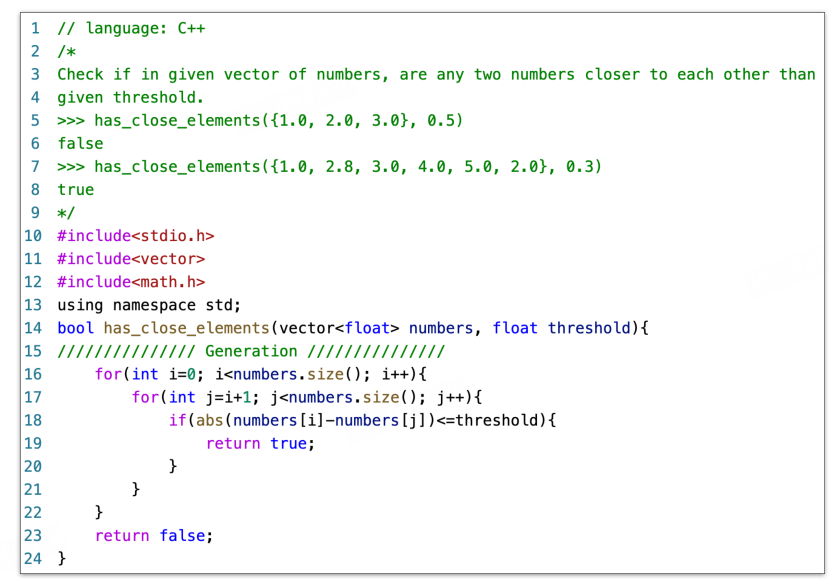 1 // language: C++
2 /*
3 Check if in given vector of numbers, are any two numbers closer to each other than
4 given threshold.
5 >>> has_close_elements({1.0, 2.0, 3.0}, 0.5)
6 false
7 >>> has_close_elements({1.0, 2.8, 3.0, 4.0, 5.0, 2.0}, 0.3)
8 true
9 */
10 #include<stdio.h>
11 #include<vector>
12 #include<math.h>
13 using namespace std;
14 bool has_close_elements(vector<float> numbers, float threshold){
15 /////////////// Generation ///////////////
16     for(int i=0; i<numbers.size(); i++){
17         for(int j=i+1; j<numbers.size(); j++){
18             if(abs(numbers[i]-numbers[j])<=threshold){
19                 return true;
20             }
21         }
22     }
23     return false;
24 }